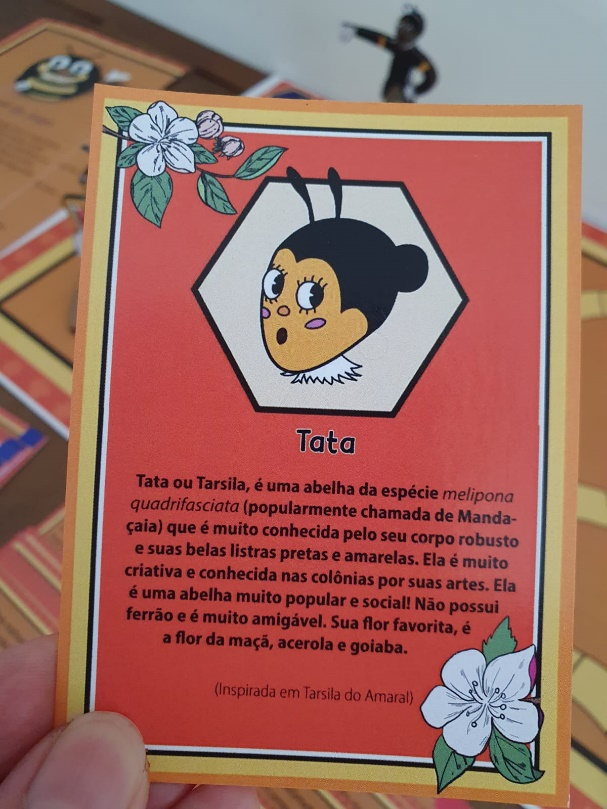 Tata
Tata ou Tarsila, é uma abelha da espécie melipona
quadrifasciata (popularmente chamada de Manda-
çaia) que é muito conhecida pelo seu corpo robusto
e suas belas listras pretas e amarelas. Ela é muito
criativa e conhecida nas colônias por suas artes. Ela
é uma abelha muito popular e social! Não possui
ferrão e é muito amigável. Sua flor favorita, é
a flor da maçã, acerola e goiaba.
(Inspirada em Tarsila do Amaral)